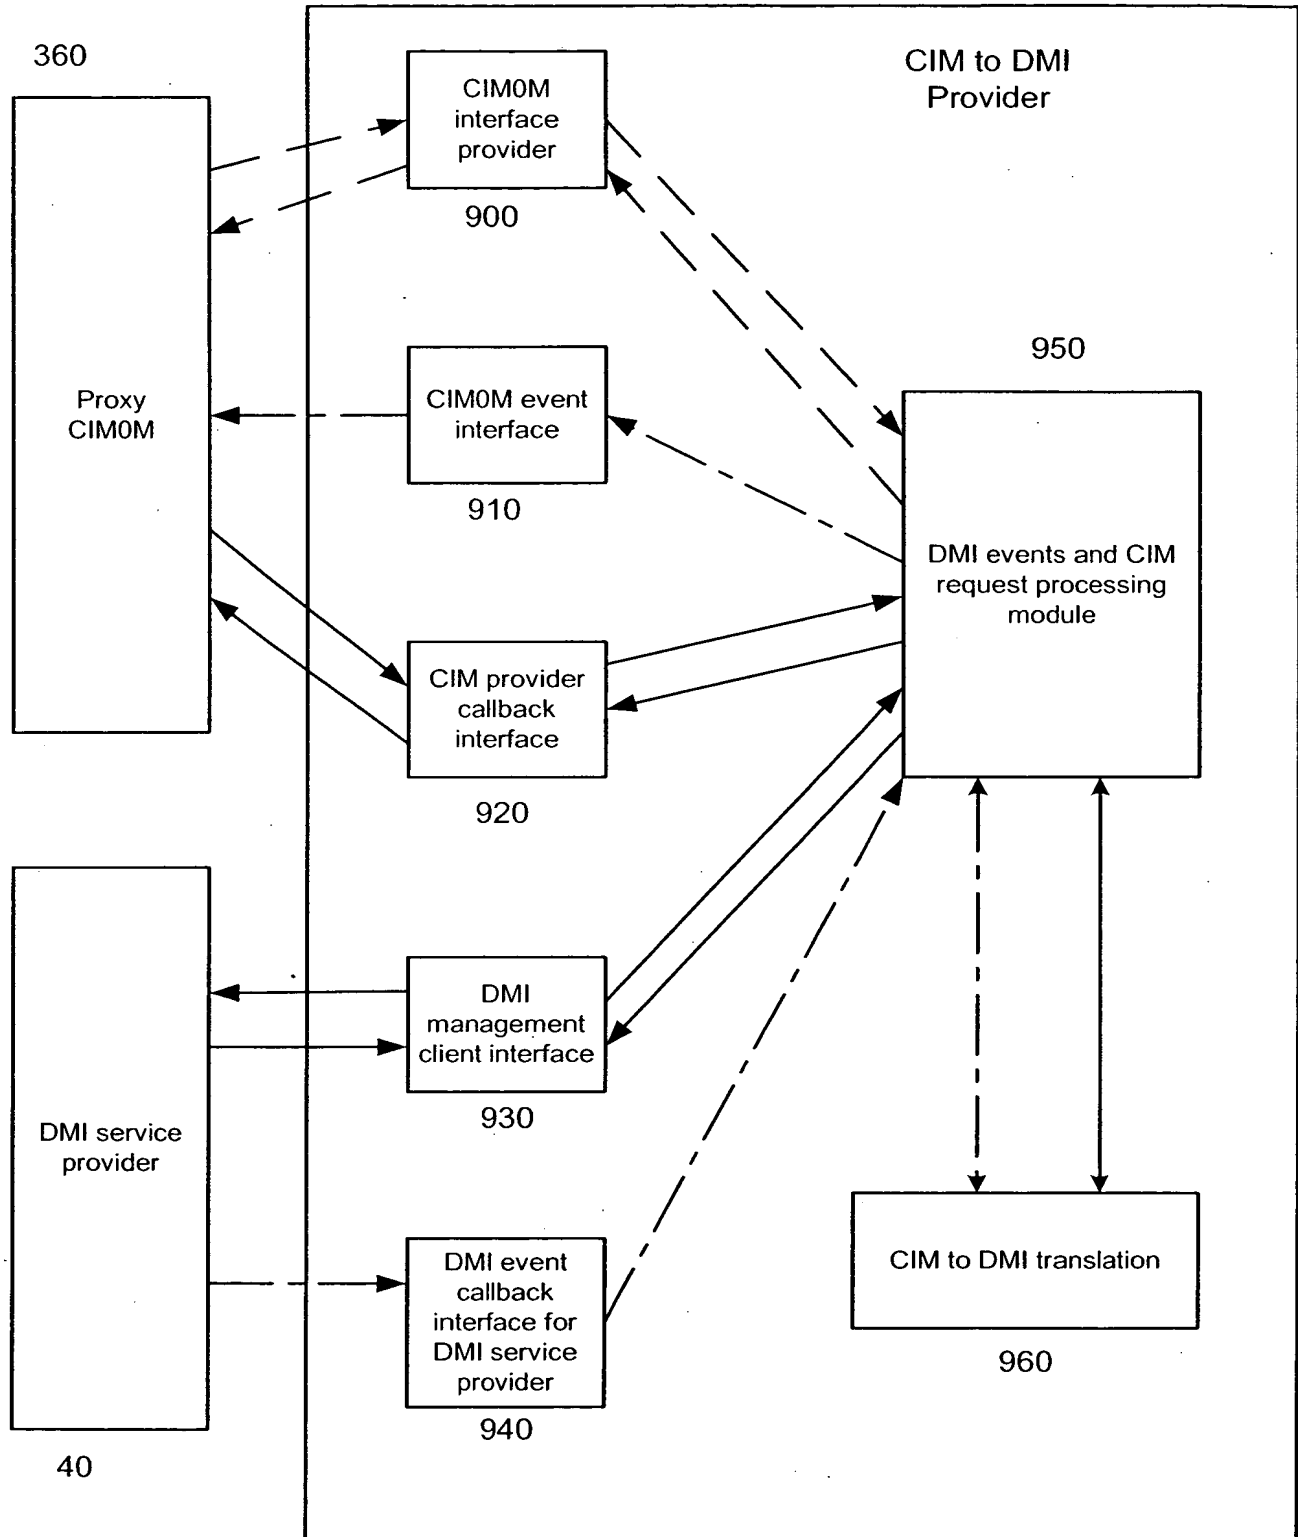 360
CIM0M
interface
provider
900
CIM to DMI
Provider
Proxy
CIM0M
CIM0M event
interface
910
950
DMI events and CIM
request processing
module
CIM provider
callback
interface
920
DMI service
provider
40
DMI
management
client interface
930
DMI event
callback
interface for
DMI service
provider
940
CIM to DMI translation
960